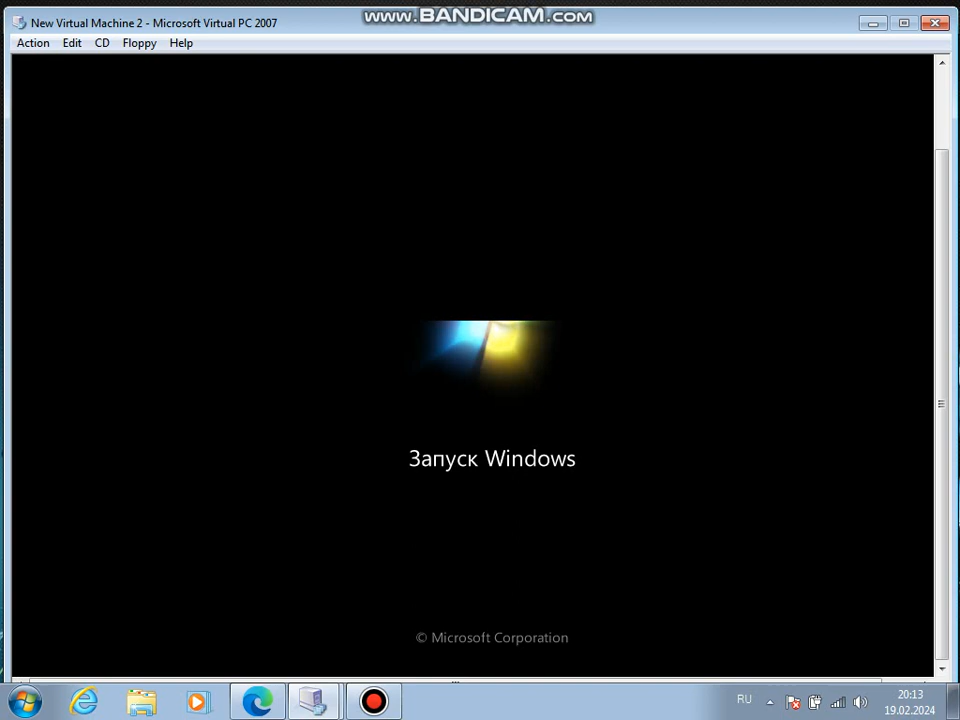 www.BANDICAM.com
New Virtual Machine 2 - Microsoft Virtual PC 2007
Action Edit CD Floppy Help
Запуск Windows
© Microsoft Corporation
RU
20:13
19.02.2024